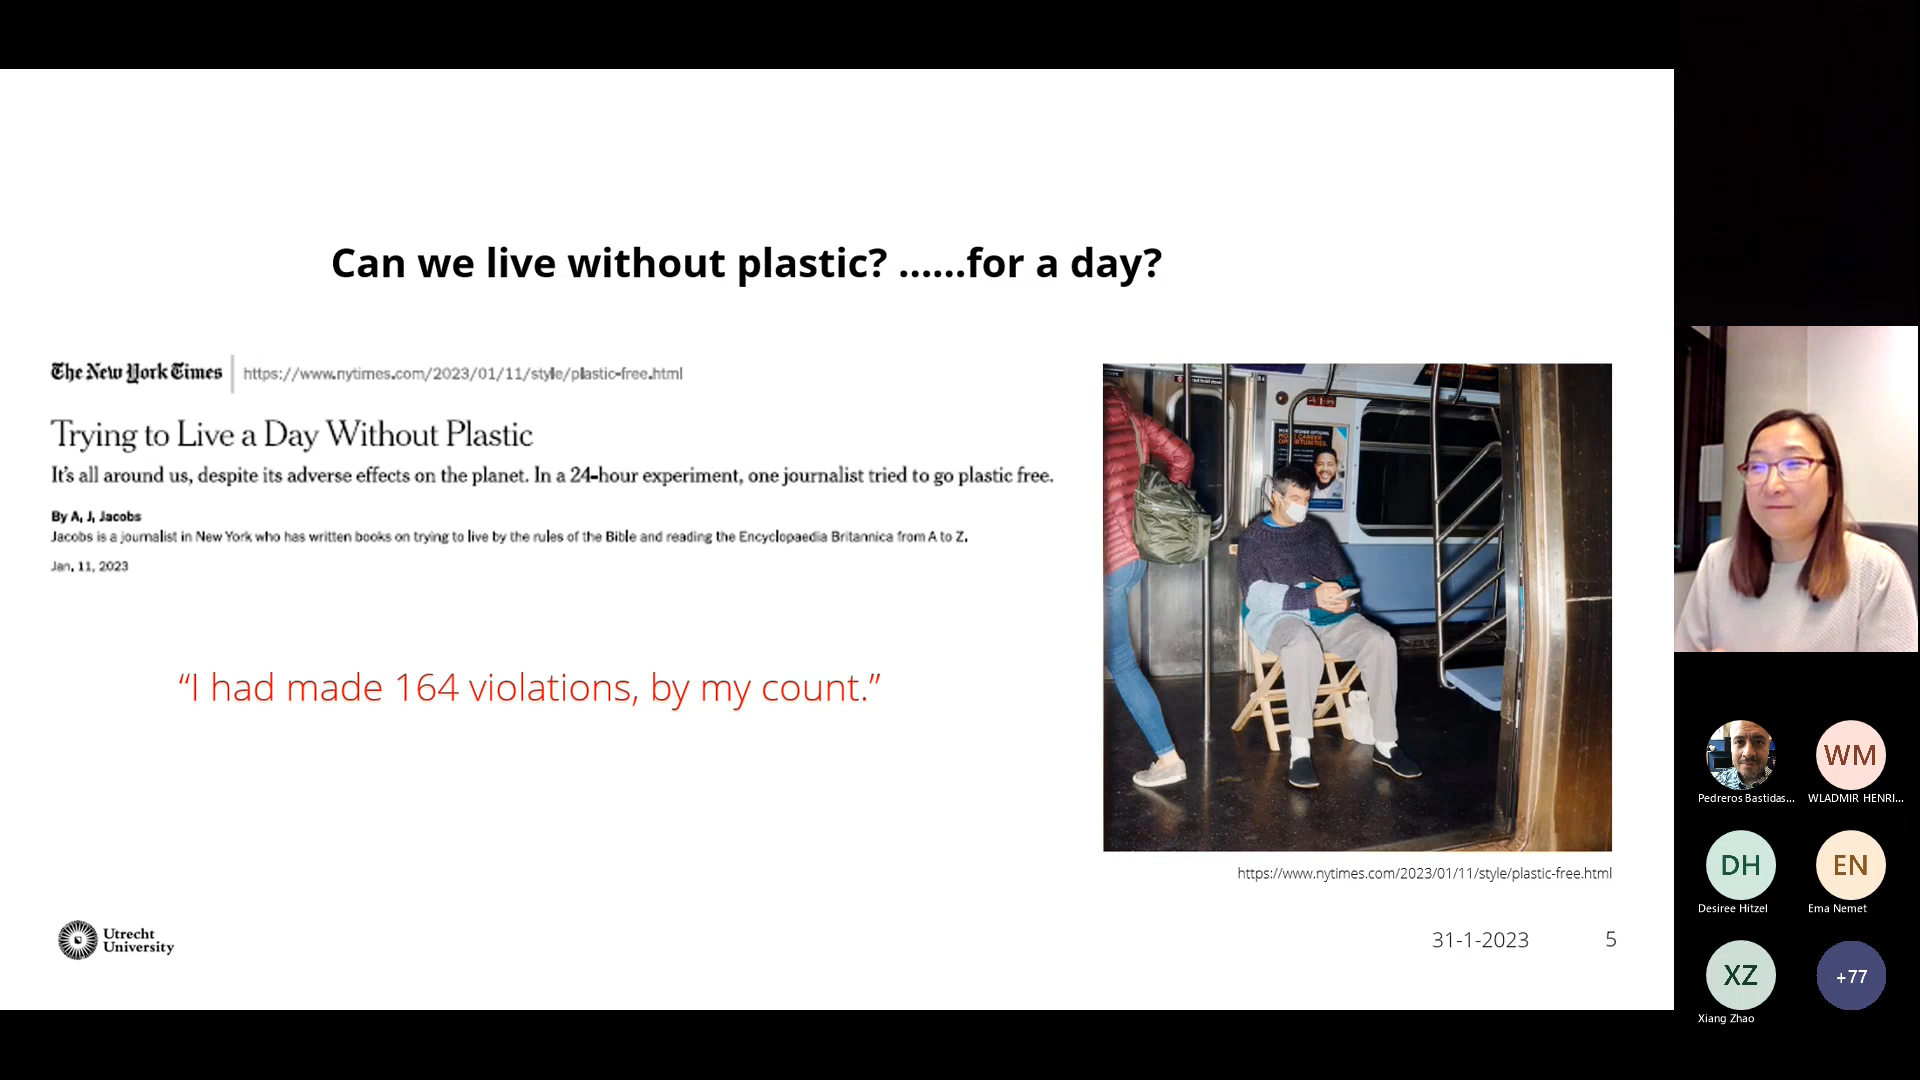 Can we live without plastic? ......for a day?
The New York Times
https://www.nytimes.com/2023/01/11/style/plastic-free.html
Trying to Live a Day Without Plastic
It's all around us, despite its adverse effects on the planet. In a 24-hour experiment, one journalist tried to go plastic free.
By A. J. Jacobs
Jacobs is a journalist in New York who has written books on trying to live by the rules of the Bible and reading the Encyclopaedia Britannica from A to Z.
Jan. 11, 2023
“I had made 164 violations, by my count.”
MORE CAREER
OPPORTUNITIES.
https://www.nytimes.com/2023/01/11/style/plastic-free.html
Utrecht
University
31-1-2023
5
Pedreros Bastidas...
WM
WLADMIR HENRI...
DH
Desiree Hitzel
EN
Ema Nemet
XZ
Xiang Zhao
+77